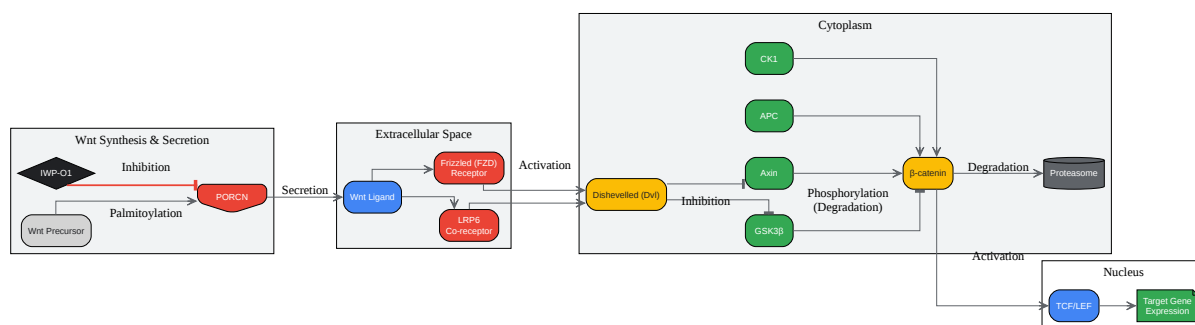 Wnt Synthesis & Secretion
IWP-O1
Inhibition
PORCN
Palmitoylation
Wnt Precursor
Secretion
Extracellular Space
Wnt Ligand
Frizzled (FZD)
Receptor
LRP6
Co-receptor
Activation
Cytoplasm
Dishevelled (Dvl)
Inhibition
CK1
APC
Axin
GSK3β
Phosphorylation
(Degradation)
β-catenin
Degradation
Proteasome
Activation
Nucleus
TCF/LEF
Target Gene
Expression